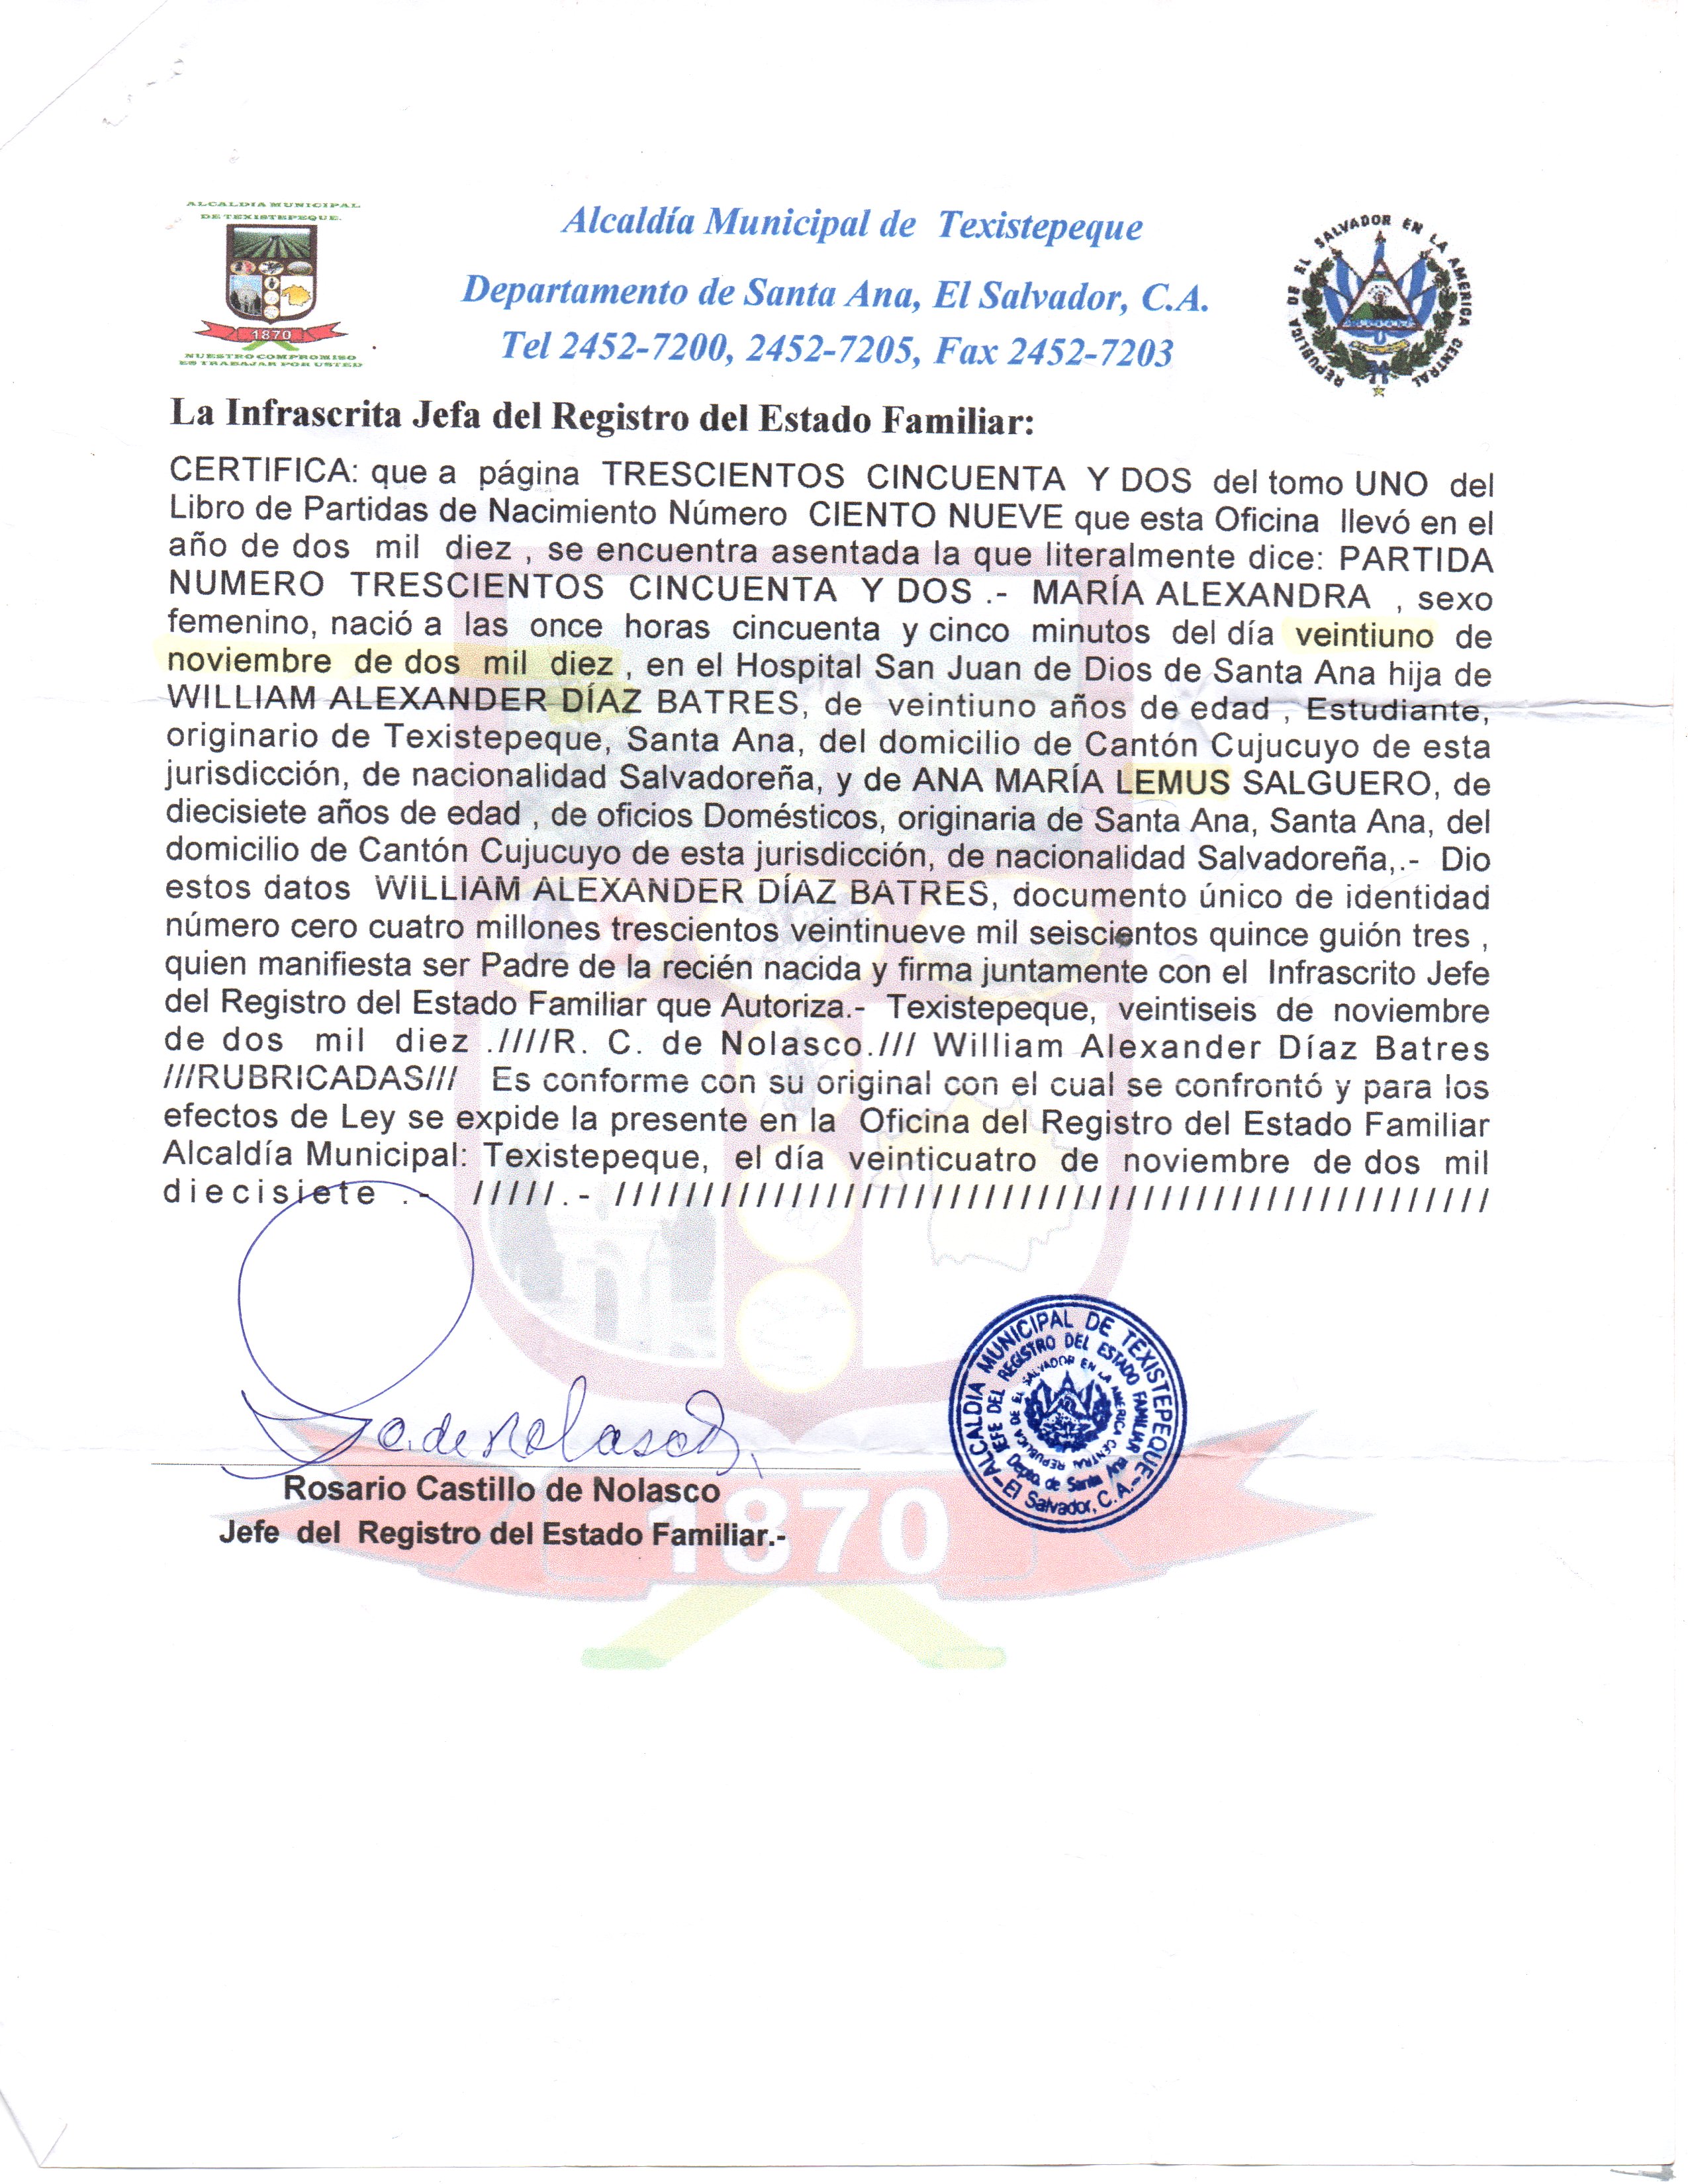 ALCALDIA MUNICIPAL
DE TEXISTEPEQUE.
1870
NUESTRO COMPROMISO
ES TRABAJAR POR USTED
Alcaldía Municipal de Texistepeque
Departamento de Santa Ana, El Salvador, C.A.
Tel 2452-7200, 2452-7205, Fax 2452-7203
REPUBLICA DE EL SALVADOR EN LA AMERICA CENTRAL
La Infrascrita Jefa del Registro del Estado Familiar:
CERTIFICA: que a página TRESCIENTOS CINCUENTA Y DOS del tomo UNO del
Libro de Partidas de Nacimiento Número CIENTO NUEVE que esta Oficina llevó en el
año de dos mil diez , se encuentra asentada la que literalmente dice: PARTIDA
NUMERO TRESCIENTOS CINCUENTA Y DOS .- MARÍA ALEXANDRA , sexo
femenino, nació a las once horas cincuenta y cinco minutos del día veintiuno de
noviembre de dos mil diez , en el Hospital San Juan de Dios de Santa Ana hija de
WILLIAM ALEXANDER DÍAZ BATRES, de veintiuno años de edad , Estudiante,
originario de Texistepeque, Santa Ana, del domicilio de Cantón Cujucuyo de esta
jurisdicción, de nacionalidad Salvadoreña, y de ANA MARÍA LEMUS SALGUERO, de
diecisiete años de edad , de oficios Domésticos, originaria de Santa Ana, Santa Ana, del
domicilio de Cantón Cujucuyo de esta jurisdicción, de nacionalidad Salvadoreña,.- Dio
estos datos WILLIAM ALEXANDER DÍAZ BATRES, documento único de identidad
número cero cuatro millones trescientos veintinueve mil seiscientos quince guión tres ,
quien manifiesta ser Padre de la recién nacida y firma juntamente con el Infrascrito Jefe
del Registro del Estado Familiar que Autoriza.- Texistepeque, veintiseis de noviembre
de dos mil diez .////R. C. de Nolasco./// William Alexander Díaz Batres
///RUBRICADAS/// Es conforme con su original con el cual se confrontó y para los
efectos de Ley se expide la presente en la Oficina del Registro del Estado Familiar
Alcaldía Municipal: Texistepeque, el día veinticuatro de noviembre de dos mil
diecisiete .- /////.- ////////////////////////////////////////////////////////////
C. de Nolasco
Rosario Castillo de Nolasco
Jefe del Registro del Estado Familiar.-
ALCALDIA MUNICIPAL DE TEXISTEPEQUE
JEFE DEL REGISTRO DEL ESTADO FAMILIAR
REPUBLICA DE EL SALVADOR EN LA AMERICA CENTRAL
Depto. de Santa Ana
El Salvador, C.A.
1870